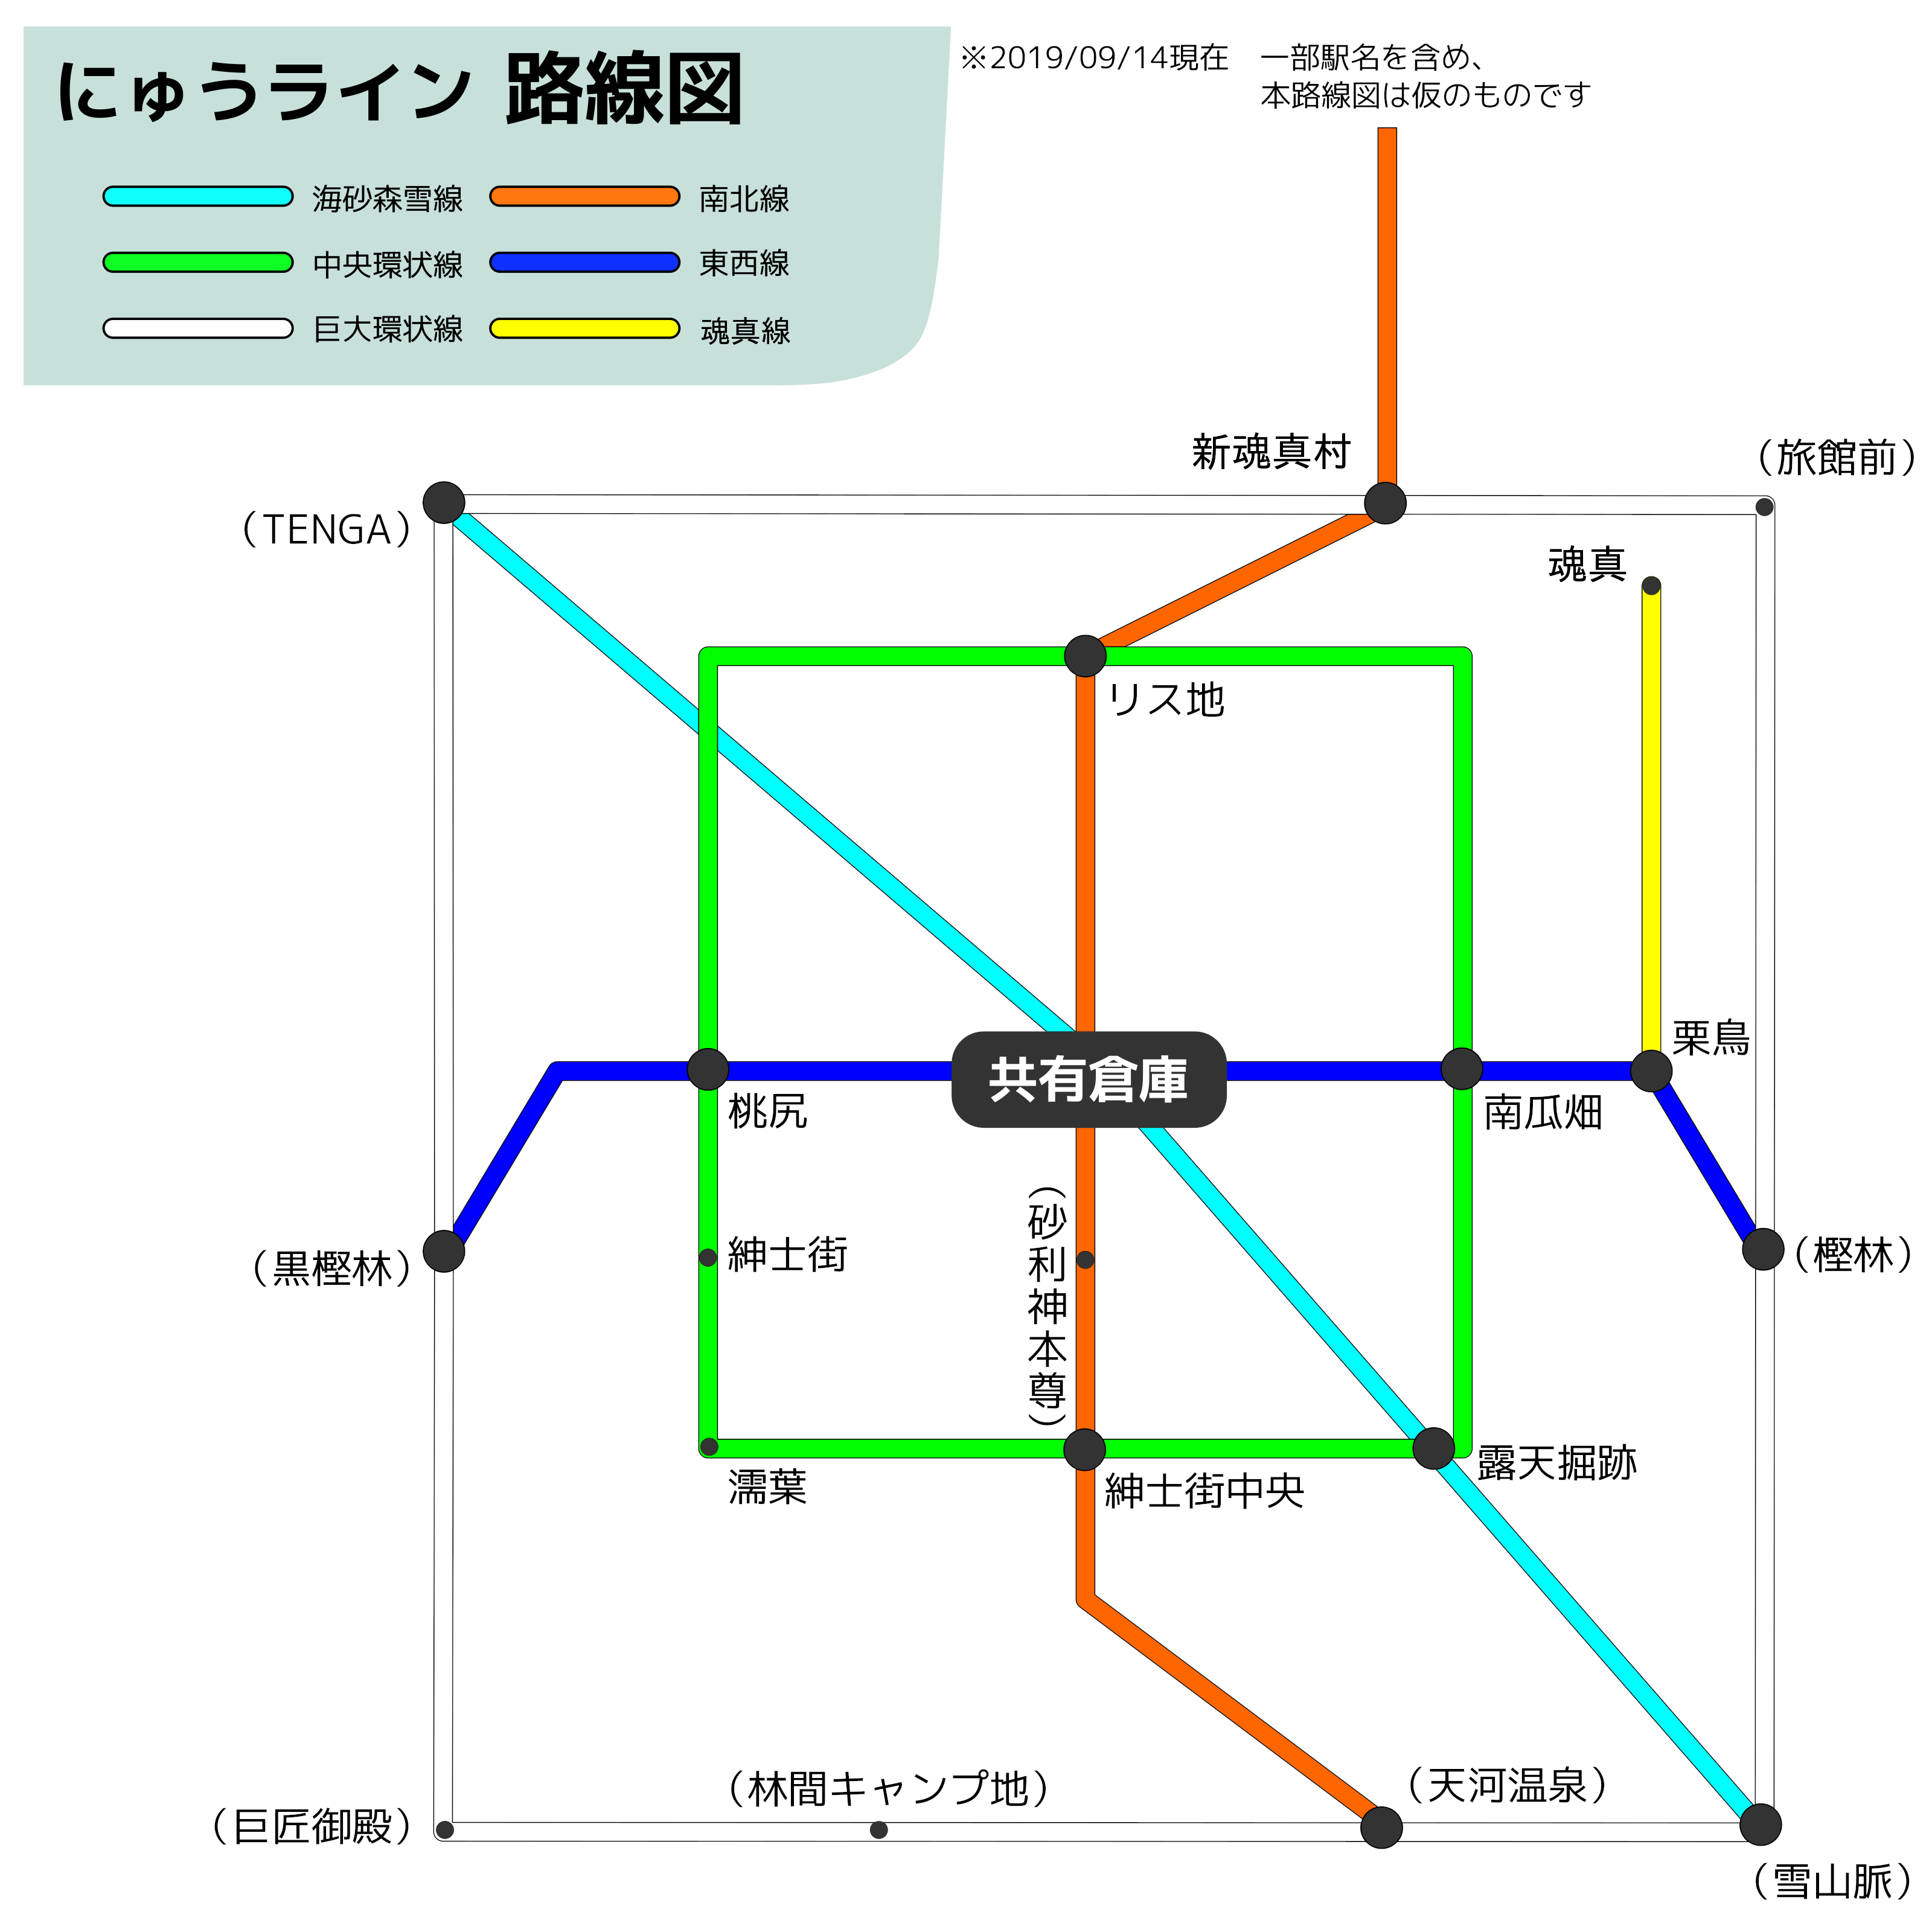 にゅうライン 路線図
※2019/09/14現在　一部駅名を含め、
本路線図は仮のものです
海砂森雪線
南北線
中央環状線
東西線
巨大環状線
魂真線
新魂真村
（旅館前）
（TENGA）
魂真
リス地
栗鳥
共有倉庫
桃尻
南瓜畑
（砂利神本尊）
紳士街
（黒樫林）
（樫林）
濡葉
紳士街中央
露天掘跡
（林間キャンプ地）
（天河温泉）
（巨匠御殿）
（雪山脈）